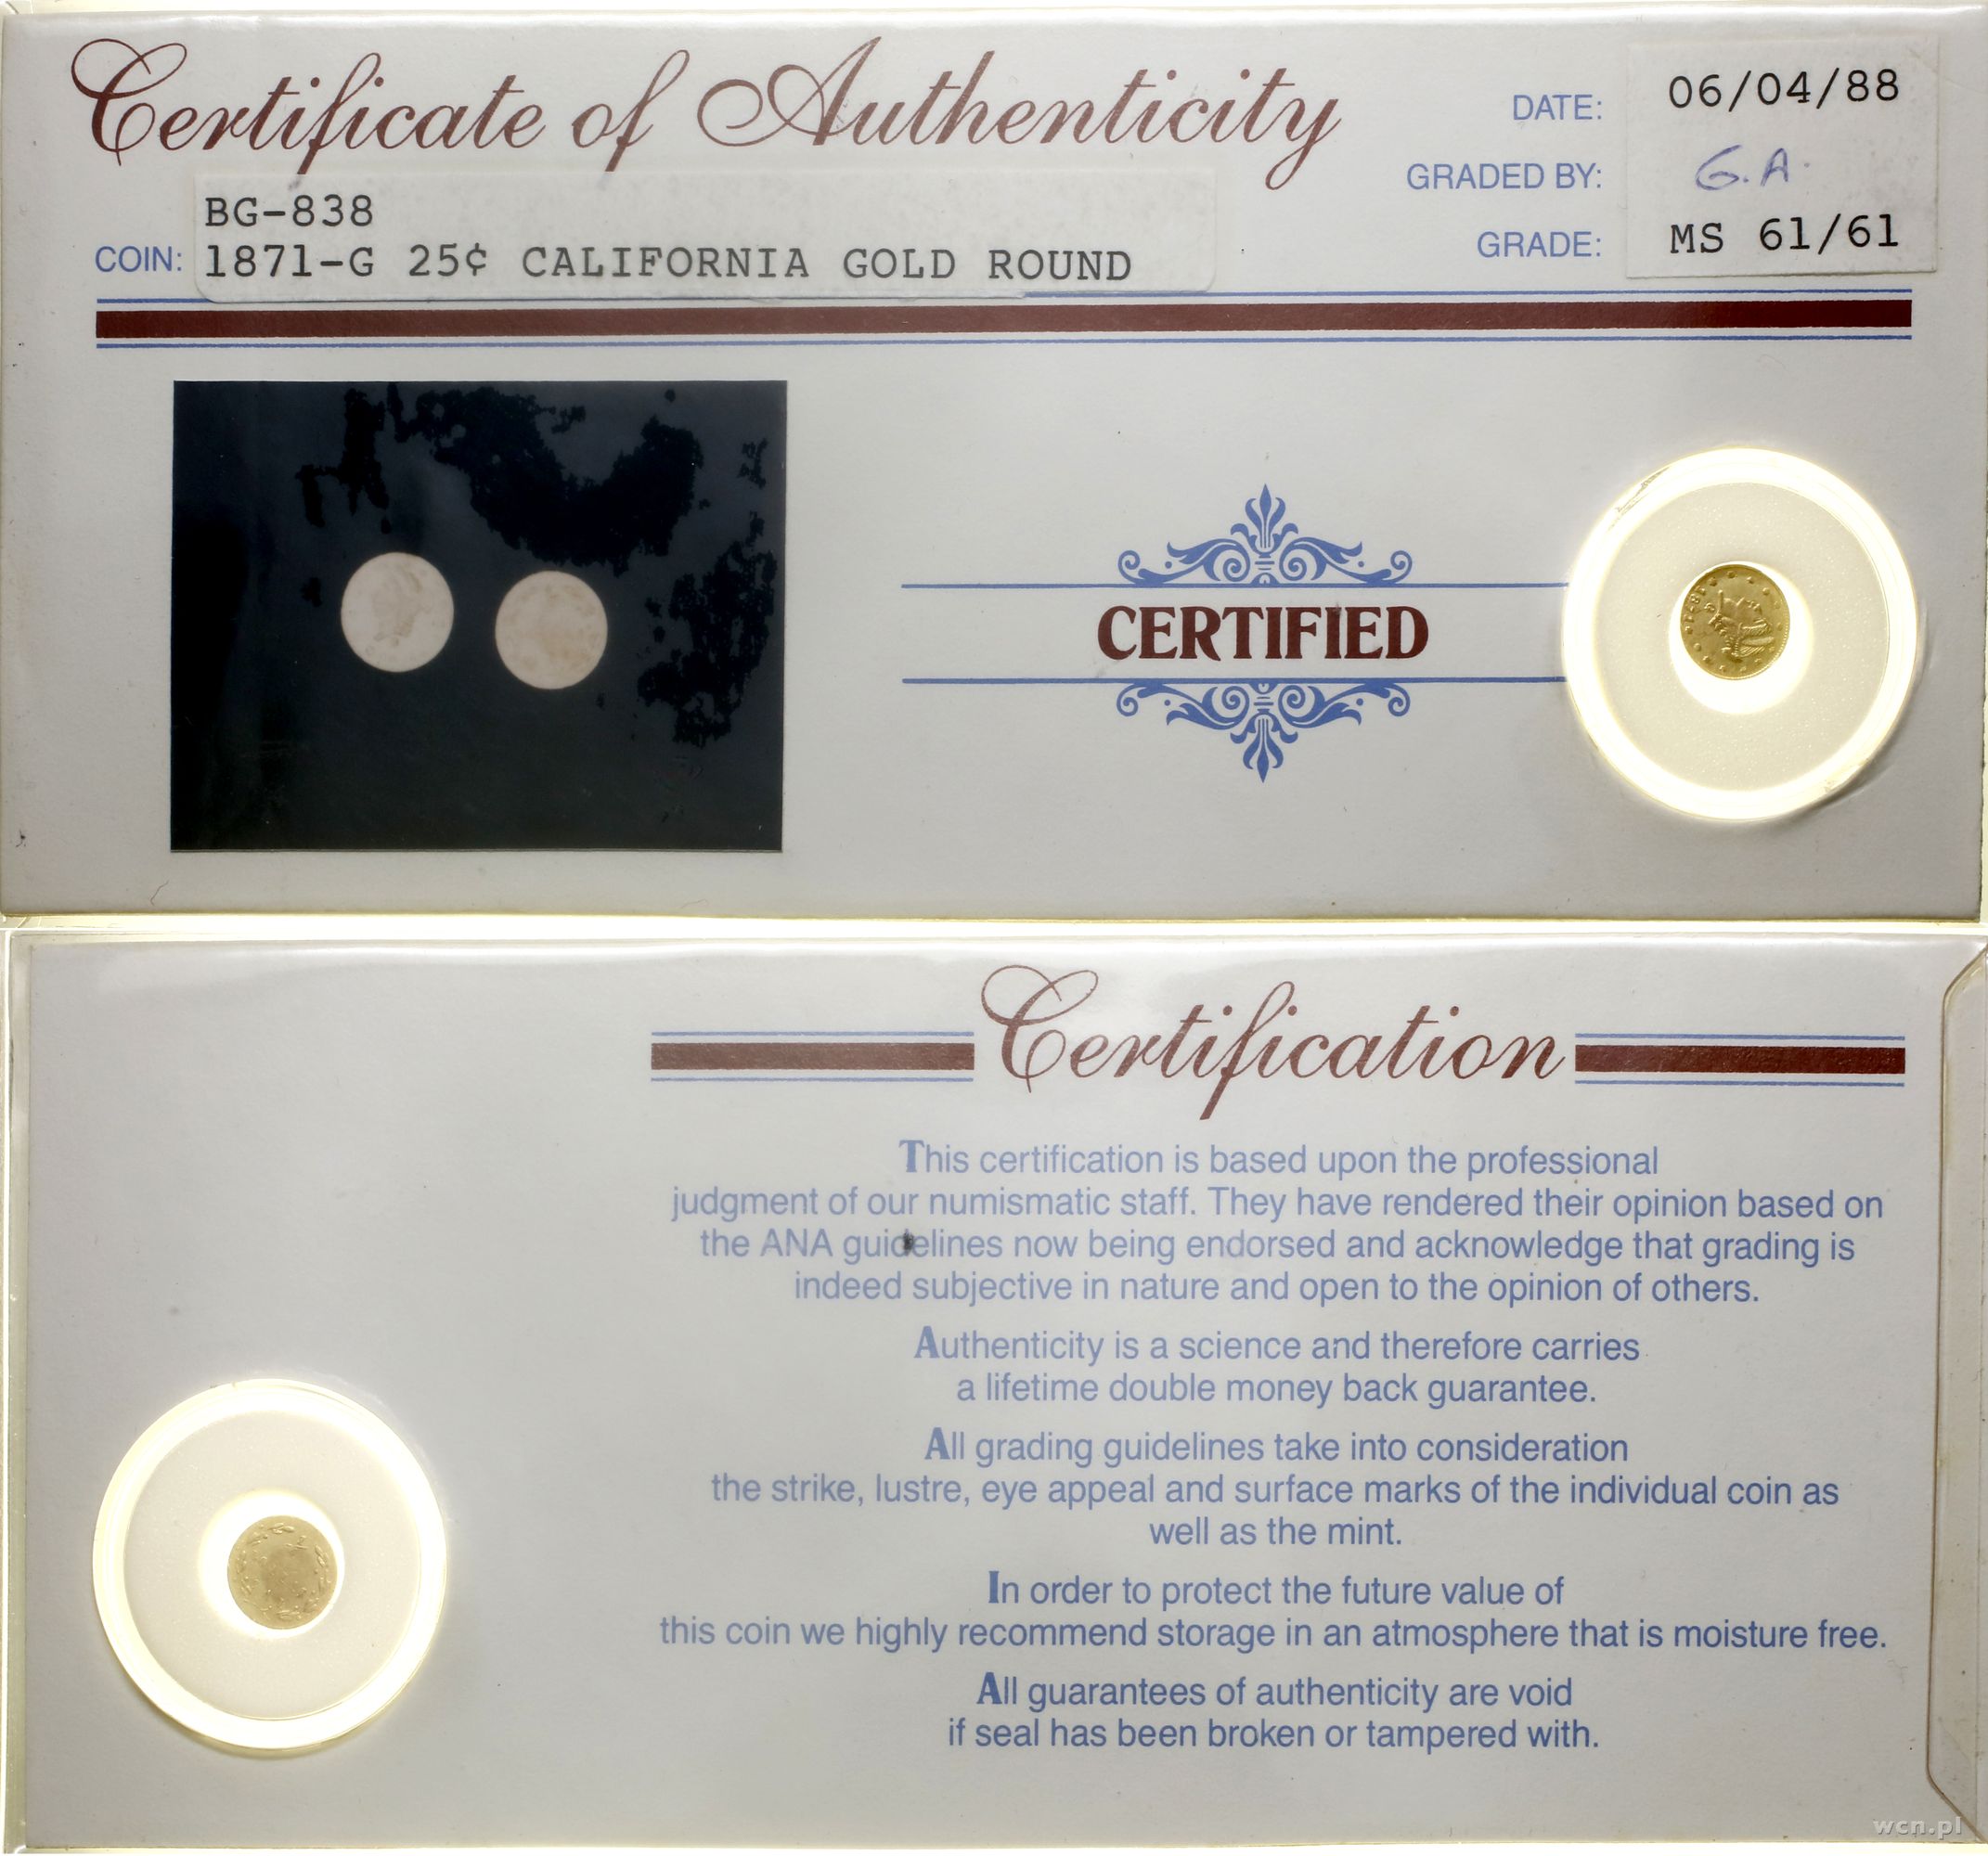 Certificate of Authenticity
DATE: 06/04/88
GRADED BY: G.A.
GRADE: MS 61/61
BG-838
COIN: 1871-G 25¢ CALIFORNIA GOLD ROUND
CERTIFIED
1871
Certification
This certification is based upon the professional
judgment of our numismatic staff. They have rendered their opinion based on
the ANA guidelines now being endorsed and acknowledge that grading is
indeed subjective in nature and open to the opinion of others.
Authenticity is a science and therefore carries
a lifetime double money back guarantee.
All grading guidelines take into consideration
the strike, lustre, eye appeal and surface marks of the individual coin as
well as the mint.
In order to protect the future value of
this coin we highly recommend storage in an atmosphere that is moisture free.
All guarantees of authenticity are void
if seal has been broken or tampered with.
wcn.pl